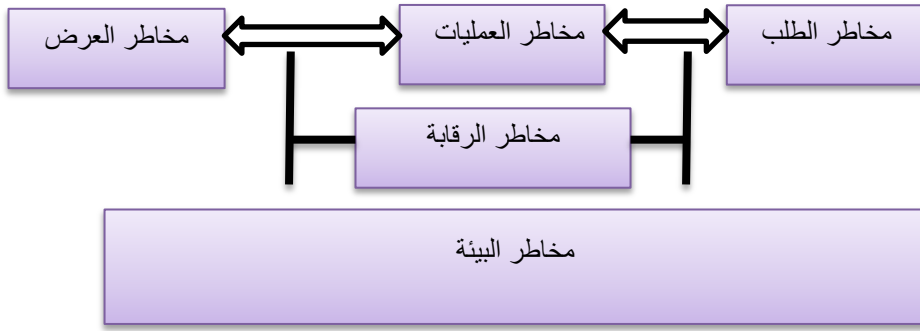 مخاطر الطلب
مخاطر العمليات
مخاطر العرض
مخاطر الرقابة
مخاطر البيئة